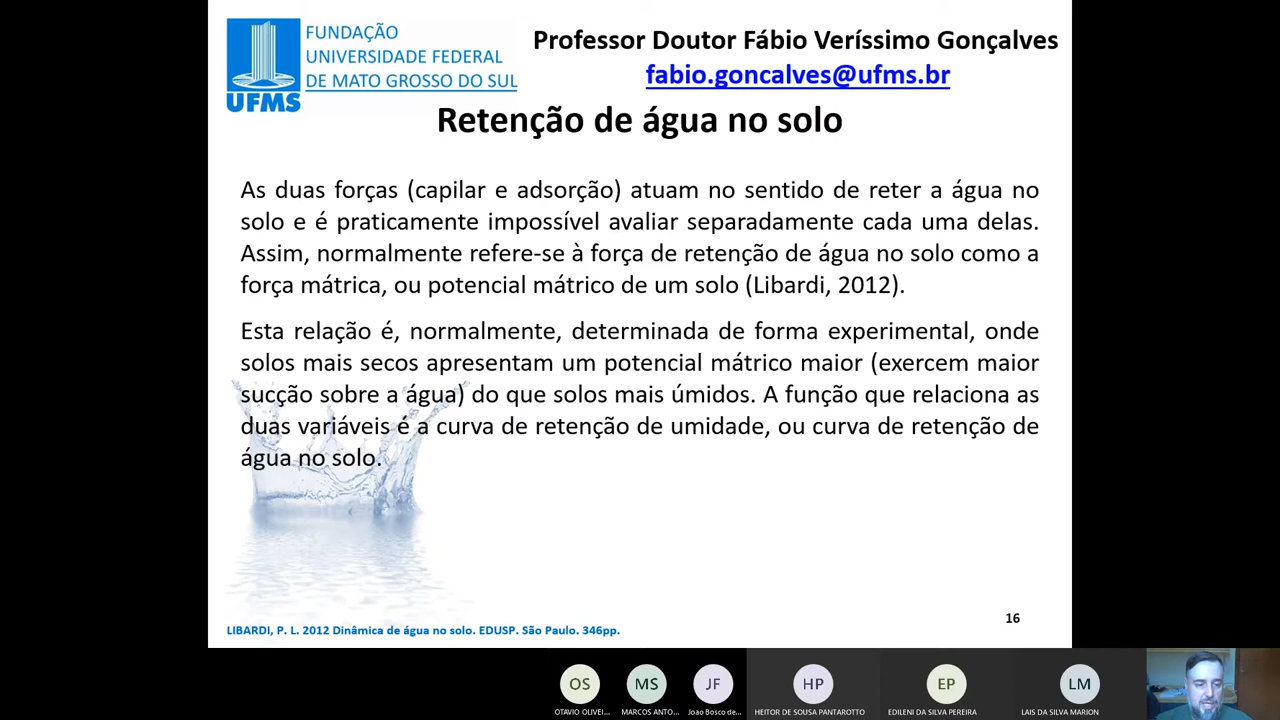 FUNDAÇÃO
UNIVERSIDADE FEDERAL
DE MATO GROSSO DO SUL
UFMS
Professor Doutor Fábio Veríssimo Gonçalves
fabio.goncalves@ufms.br
Retenção de água no solo
As duas forças (capilar e adsorção) atuam no sentido de reter a água no
solo e é praticamente impossível avaliar separadamente cada uma delas.
Assim, normalmente refere-se à força de retenção de água no solo como a
força mátrica, ou potencial mátrico de um solo (Libardi, 2012).
Esta relação é, normalmente, determinada de forma experimental, onde
solos mais secos apresentam um potencial mátrico maior (exercem maior
sucção sobre a água) do que solos mais úmidos. A função que relaciona as
duas variáveis é a curva de retenção de umidade, ou curva de retenção de
água no solo.
16
LIBARDI, P. L. 2012 Dinâmica de água no solo. EDUSP. São Paulo. 346pp.
OS
MS
JF
HP
EP
LM
OTAVIO OLIVEI...
MARCOS ANTO...
Joao Bosco de...
HEITOR DE SOUSA PANTAROTTO
EDILENI DA SILVA PEREIRA
LAIS DA SILVA MARION